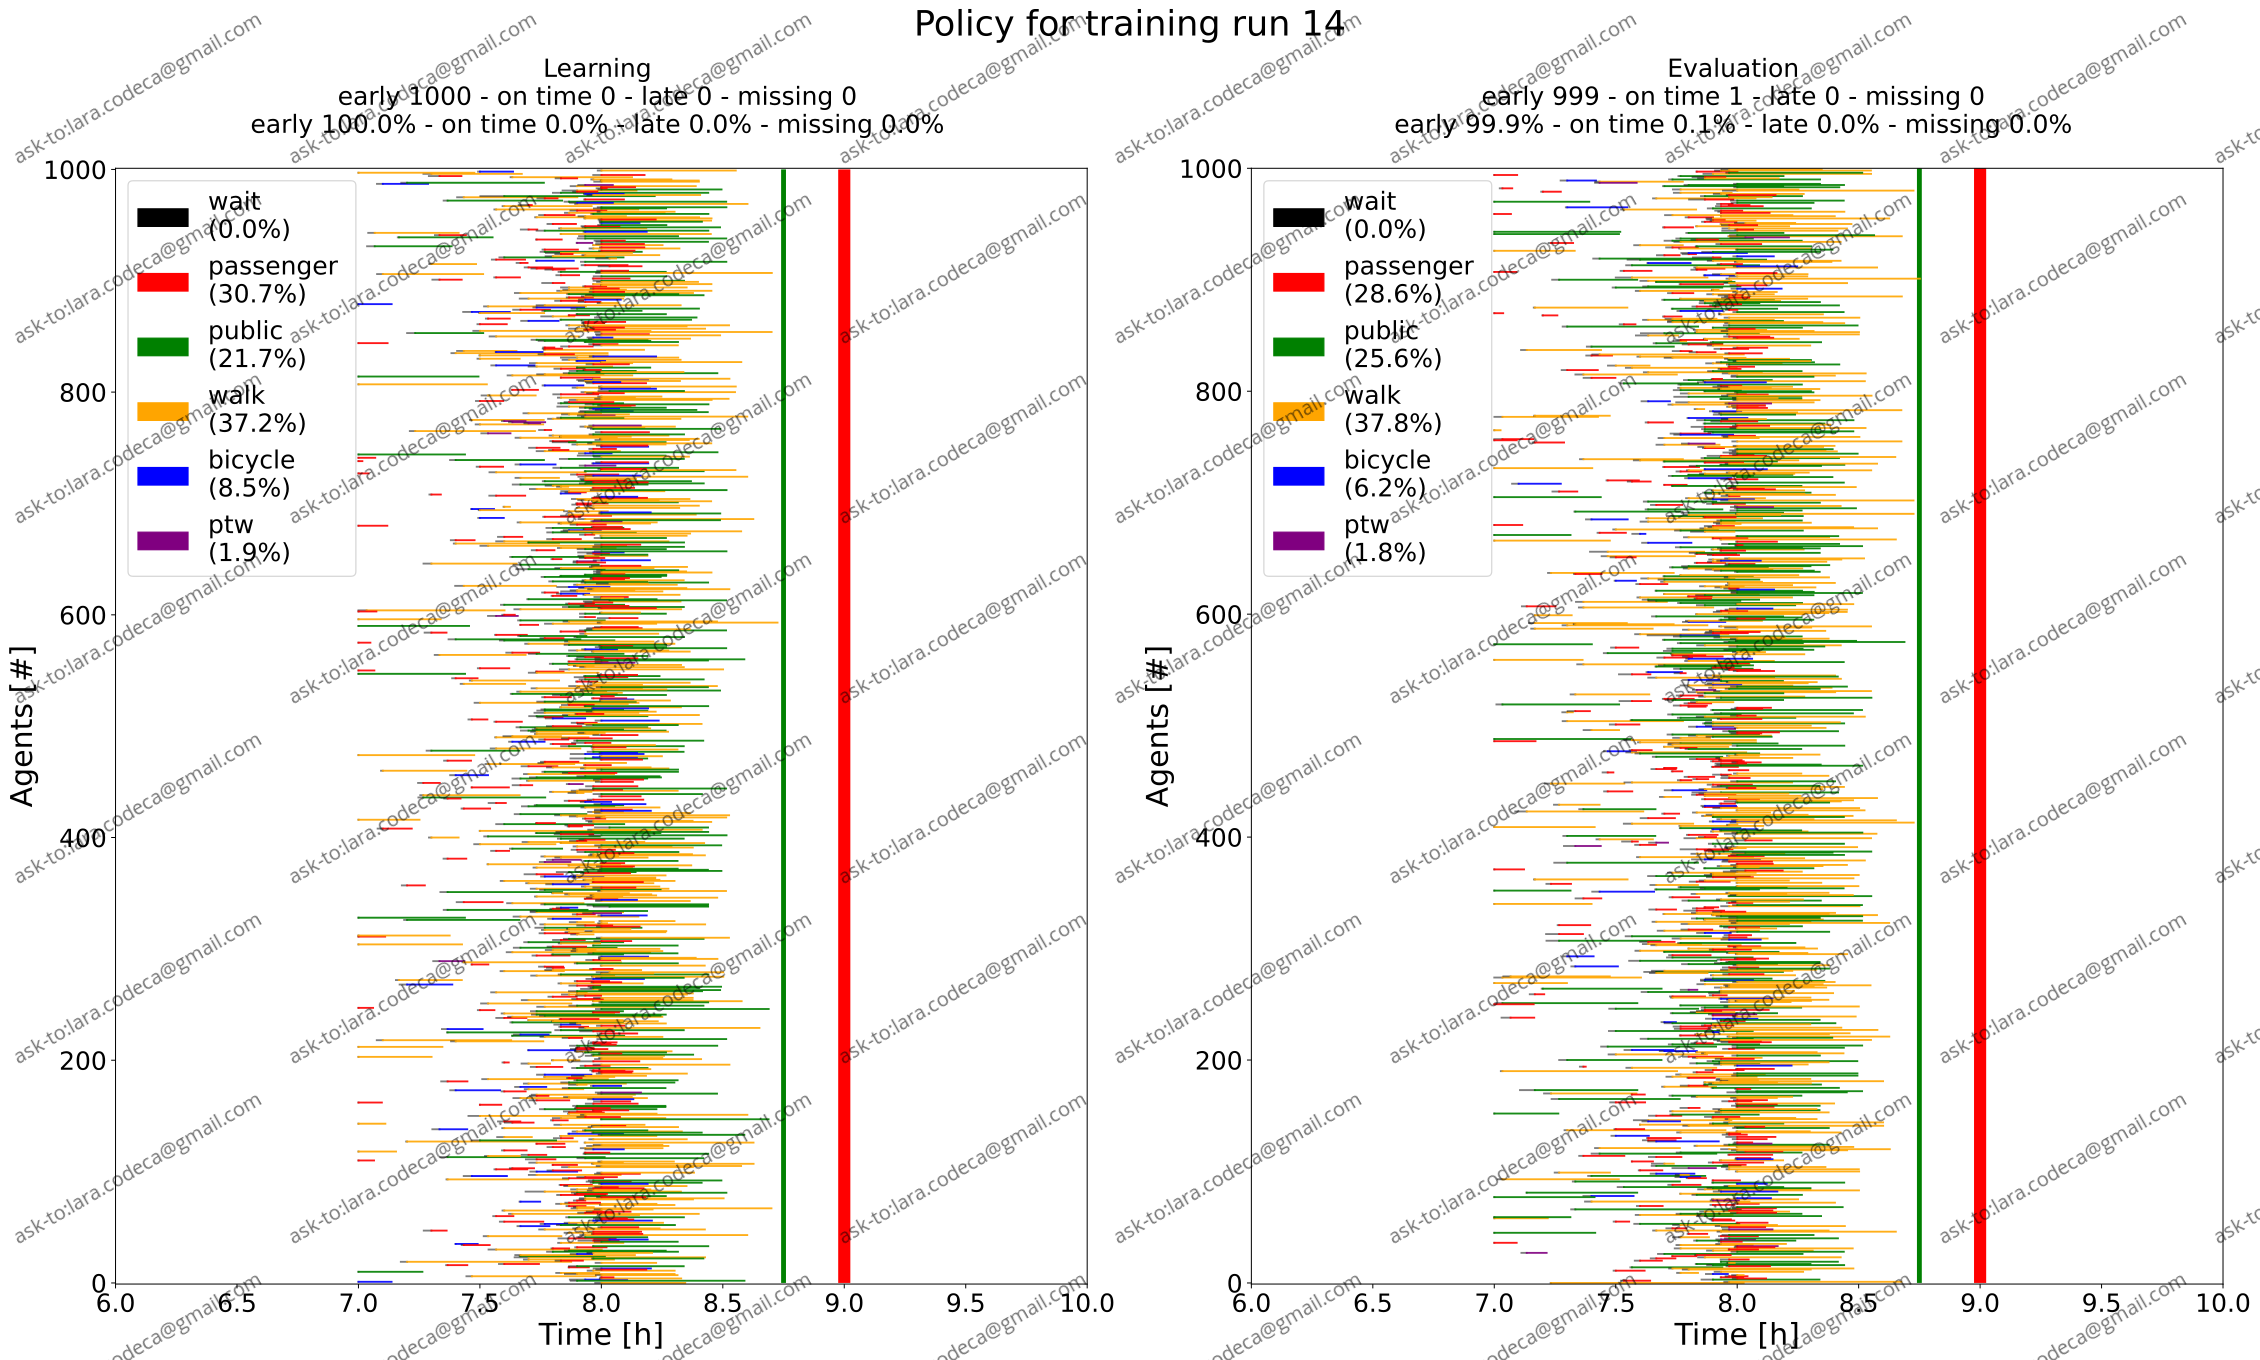 Policy for training run 14
Learning
early 1000 - on time 0 - late 0 - missing 0
early 100.0% - on time 0.0% - late 0.0% - missing 0.0%
1000
800
600
400
200
0
Agents [#]
wait
(0.0%)
passenger
(30.7%)
public
(21.7%)
walk
(37.2%)
bicycle
(8.5%)
ptw
(1.9%)
6.0 6.5 7.0 7.5 8.0 8.5 9.0 9.5 10.0
Time [h]
Evaluation
early 999 - on time 1 - late 0 - missing 0
early 99.9% - on time 0.1% - late 0.0% - missing 0.0%
1000
800
600
400
200
0
Agents [#]
wait
(0.0%)
passenger
(28.6%)
public
(25.6%)
walk
(37.8%)
bicycle
(6.2%)
ptw
(1.8%)
6.0 6.5 7.0 7.5 8.0 8.5 9.0 9.5 10.0
Time [h]
ask-to:lara.codeca@gmail.com